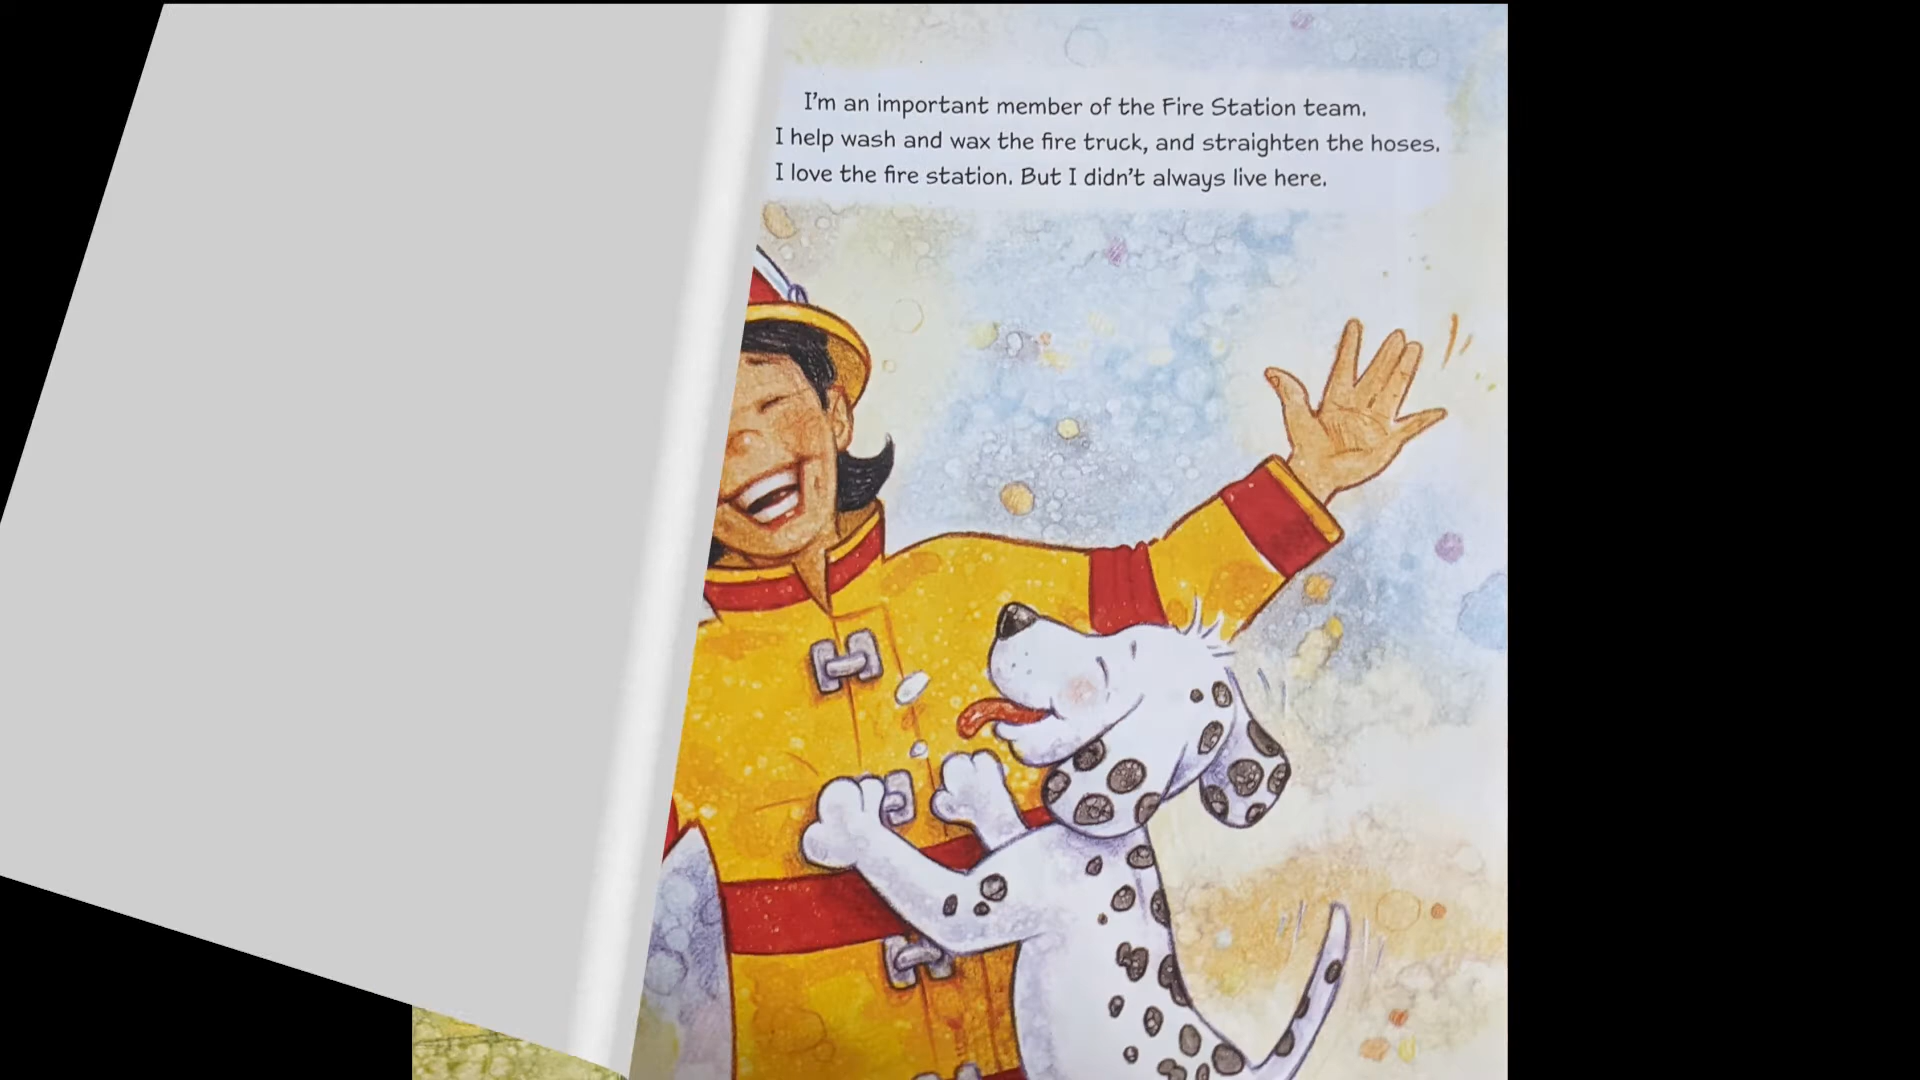 I'm an important member of the Fire Station team.
I help wash and wax the fire truck, and straighten the hoses.
I love the fire station. But I didn't always live here.